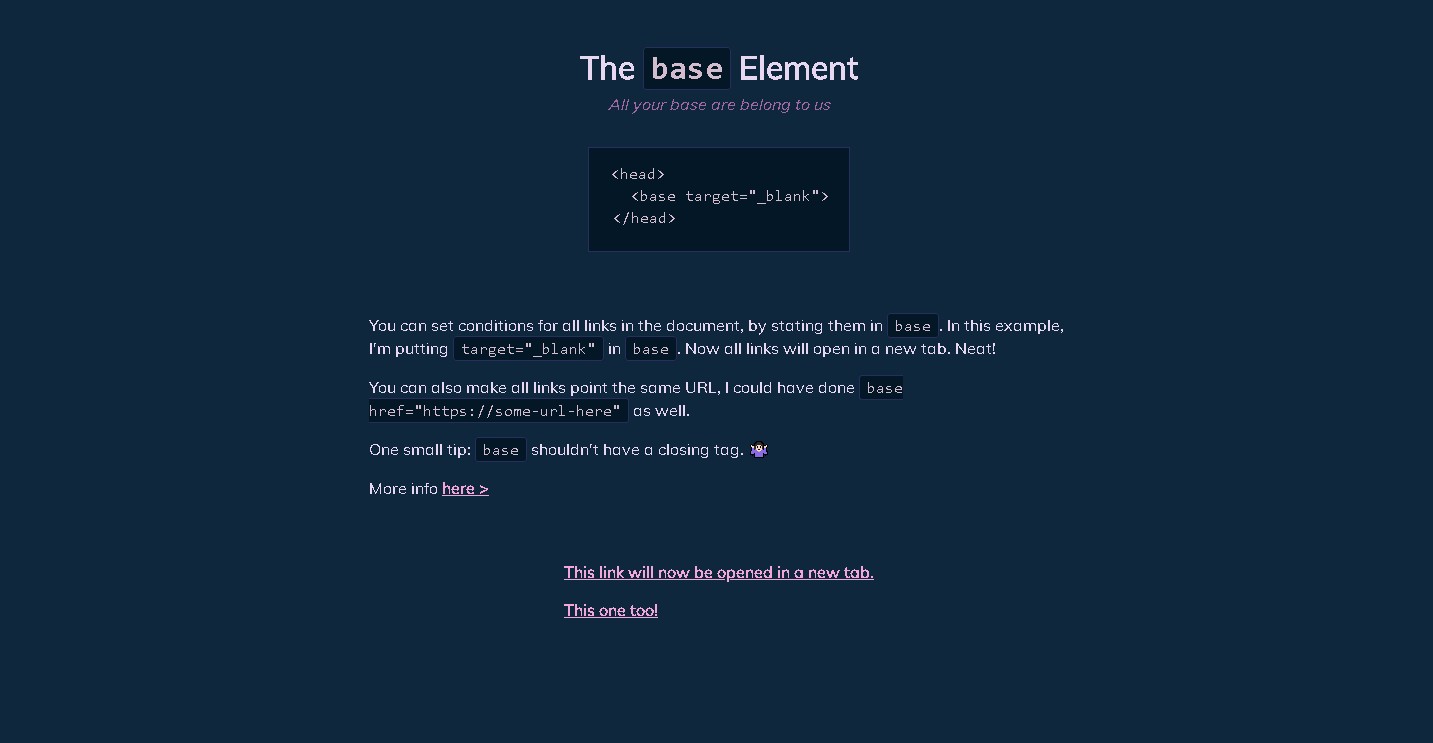 The base Element
All your base are belong to us
<head>
  <base target="_blank">
</head>
You can set conditions for all links in the document, by stating them in base . In this example,
I'm putting target="_blank" in base . Now all links will open in a new tab. Neat!
You can also make all links point the same URL, I could have done base
href="https://some-url-here" as well.
One small tip: base shouldn't have a closing tag. 🤷🏻‍♀️
More info here >
This link will now be opened in a new tab.
This one too!